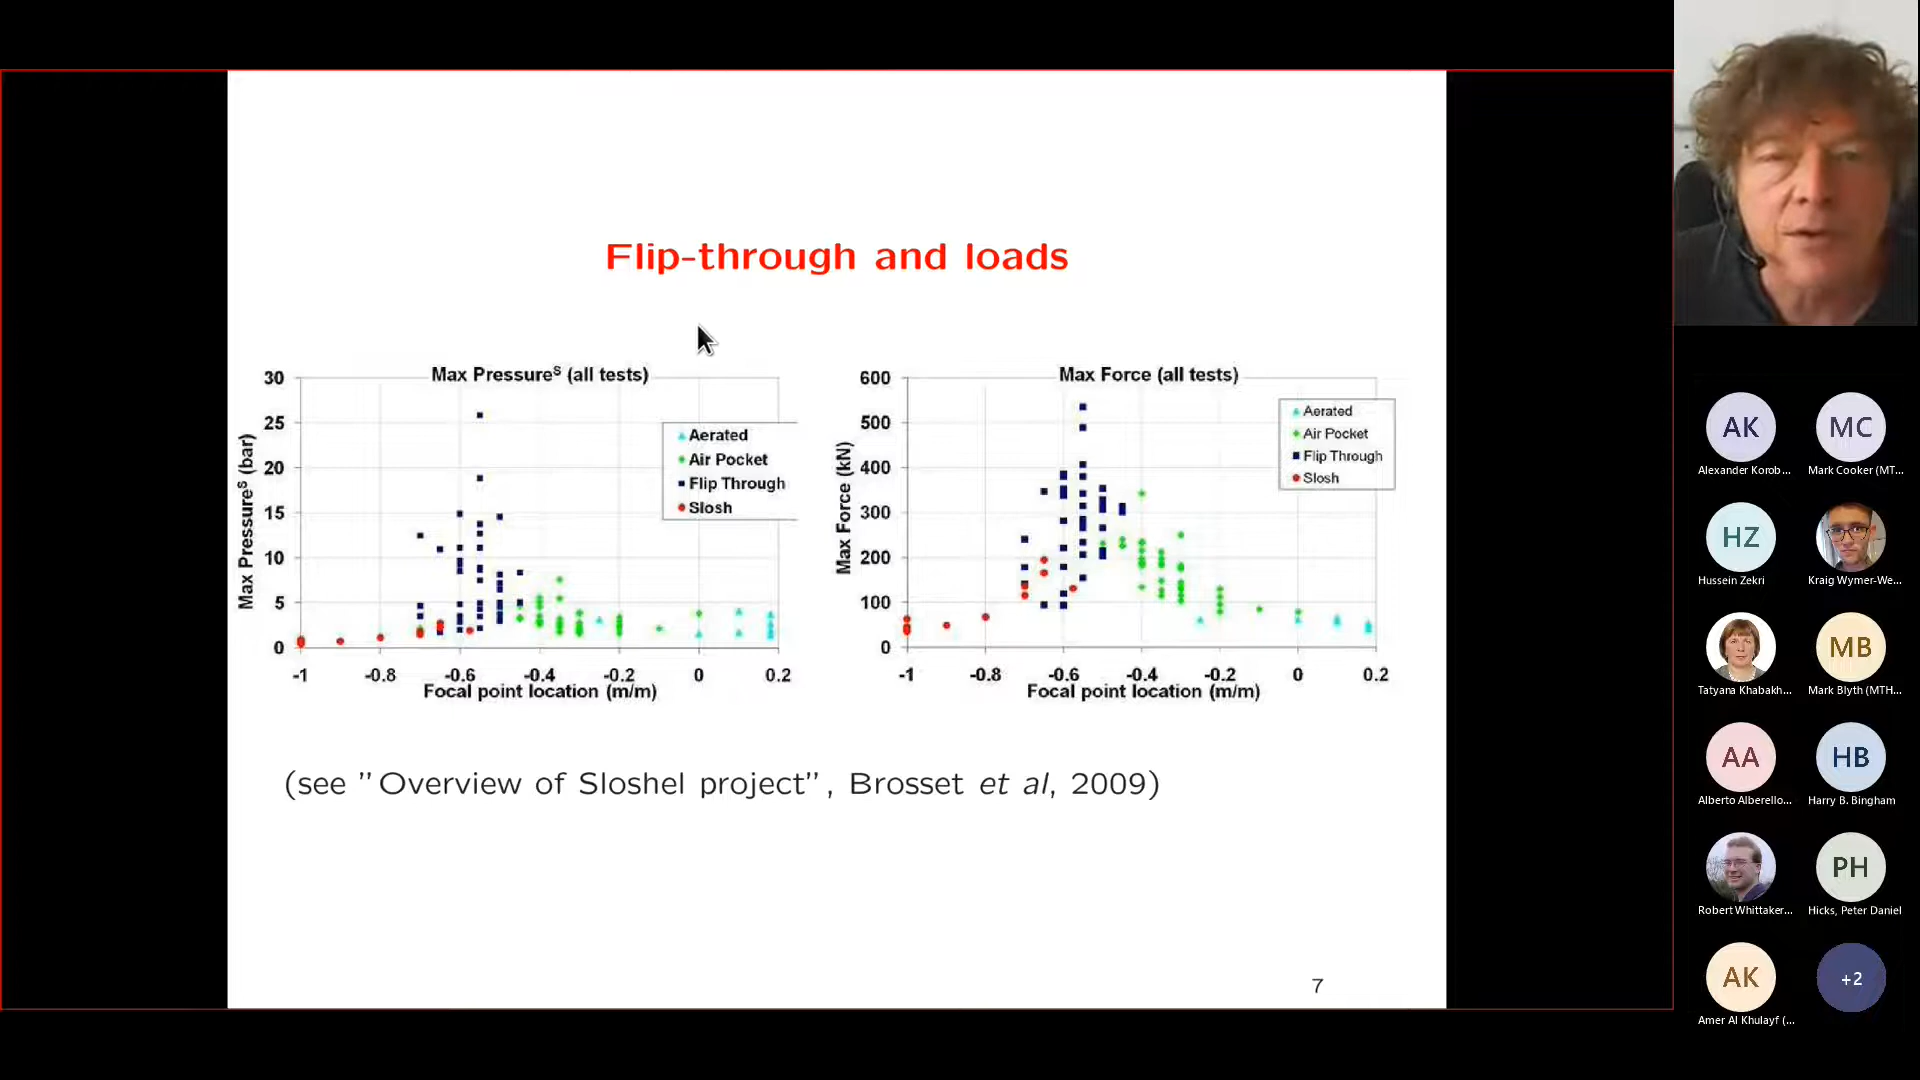 Flip-through and loads
Max Pressureˢ (all tests)
30
25
20
15
10
5
0
Max Pressureˢ (bar)
Aerated
Air Pocket
Flip Through
Slosh
-1 -0.8 -0.6 -0.4 -0.2 0 0.2
Focal point location (m/m)
Max Force (all tests)
600
500
400
300
200
100
0
Max Force (kN)
Aerated
Air Pocket
Flip Through
Slosh
-1 -0.8 -0.6 -0.4 -0.2 0 0.2
Focal point location (m/m)
(see "Overview of Sloshel project", Brosset et al, 2009)
7
AK MC
Alexander Korob... Mark Cooker (MT...
HZ
Hussein Zekri Kraig Wymer-We...
MB
Tatyana Khabakh... Mark Blyth (MTH...
AA HB
Alberto Alberello... Harry B. Bingham
PH
Robert Whittaker... Hicks, Peter Daniel
AK +2
Amer Al Khulayf (...